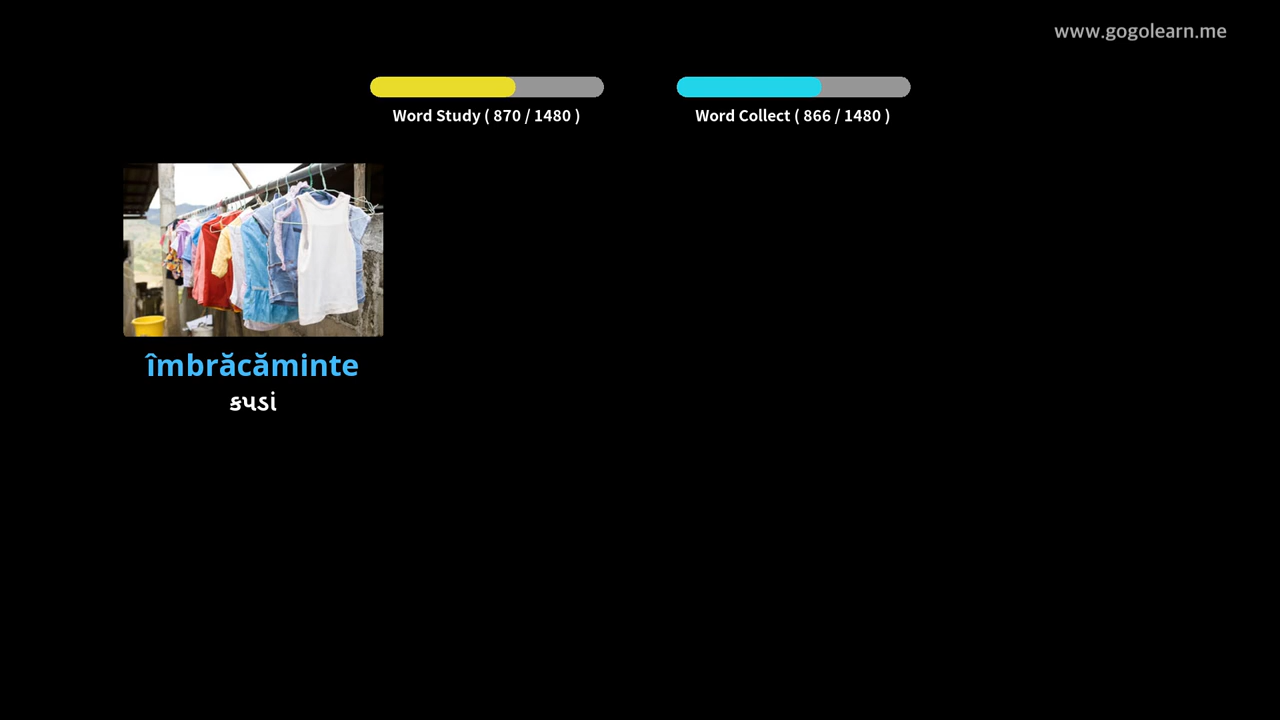 www.gogolearn.me
Word Study ( 870 / 1480 )
Word Collect ( 866 / 1480 )
îmbrăcăminte
કપડાં